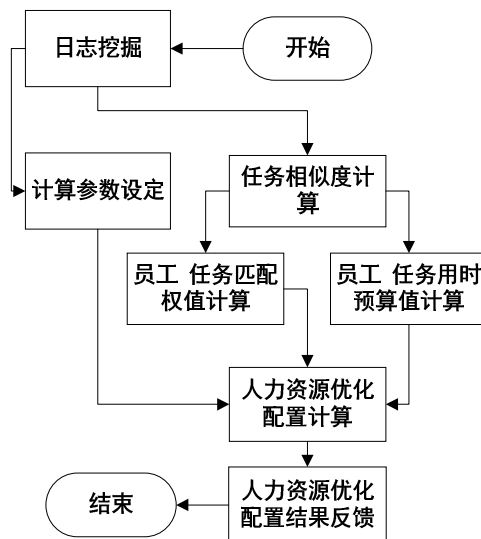 日志挖掘
开始
计算参数设定
任务相似度计
算
员工 任务匹配
权值计算
员工 任务用时
预算值计算
人力资源优化
配置计算
人力资源优化
配置结果反馈
结束